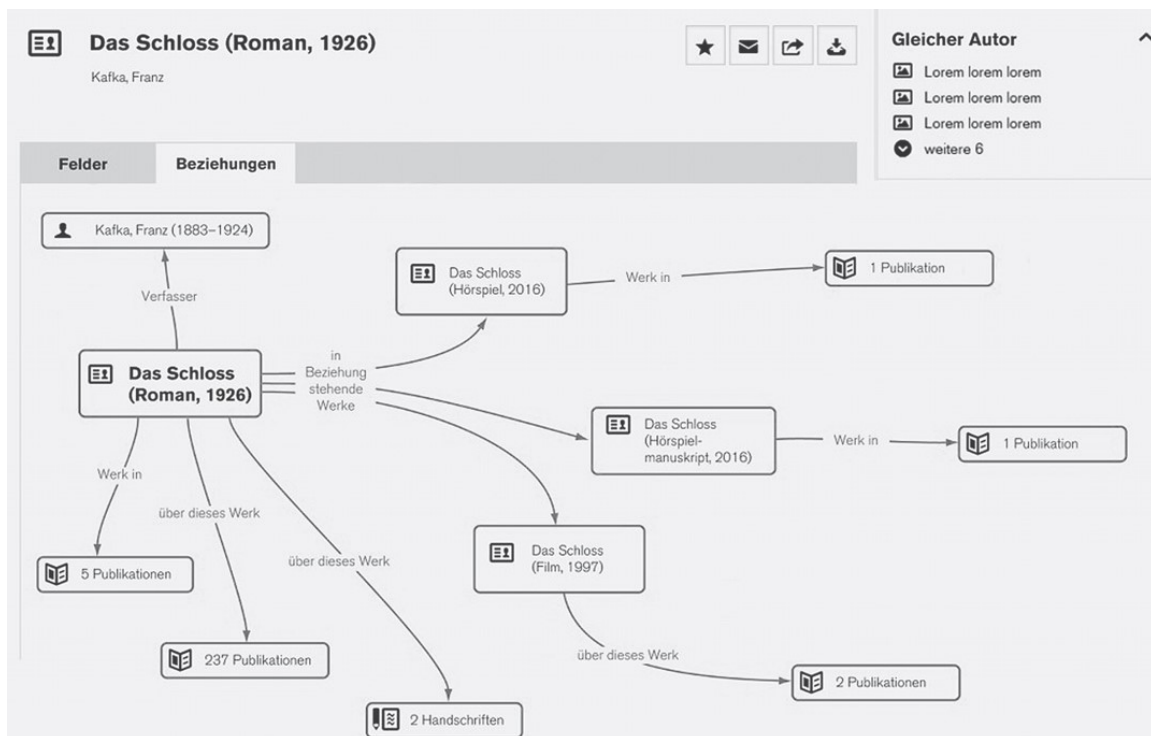 Das Schloss (Roman, 1926)
Kafka, Franz
Gleicher Autor
Lorem lorem lorem
Lorem lorem lorem
Lorem lorem lorem
weitere 6
Felder
Beziehungen
Kafka, Franz (1883–1924)
Verfasser
Das Schloss
(Roman, 1926)
in
Beziehung
stehende
Werke
Das Schloss
(Hörspiel, 2016)
Werk in
1 Publikation
Das Schloss
(Hörspiel-
manuskript, 2016)
Werk in
1 Publikation
Das Schloss
(Film, 1997)
über dieses Werk
2 Publikationen
Werk in
5 Publikationen
über dieses Werk
237 Publikationen
über dieses Werk
2 Handschriften